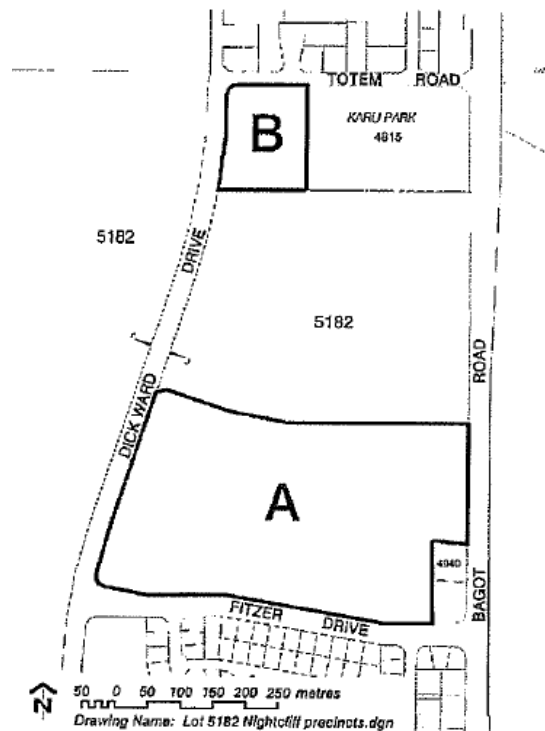 TOTEM ROAD
KARU PARK
4815
B
5182
DRIVE
5182
ROAD
DICK WARD
A
4940
BAGOT
FITZER DRIVE
N
50 0 50 100 150 200 250 metres
Drawing Name: Lot 5182 Nightcliff precincts.dgn